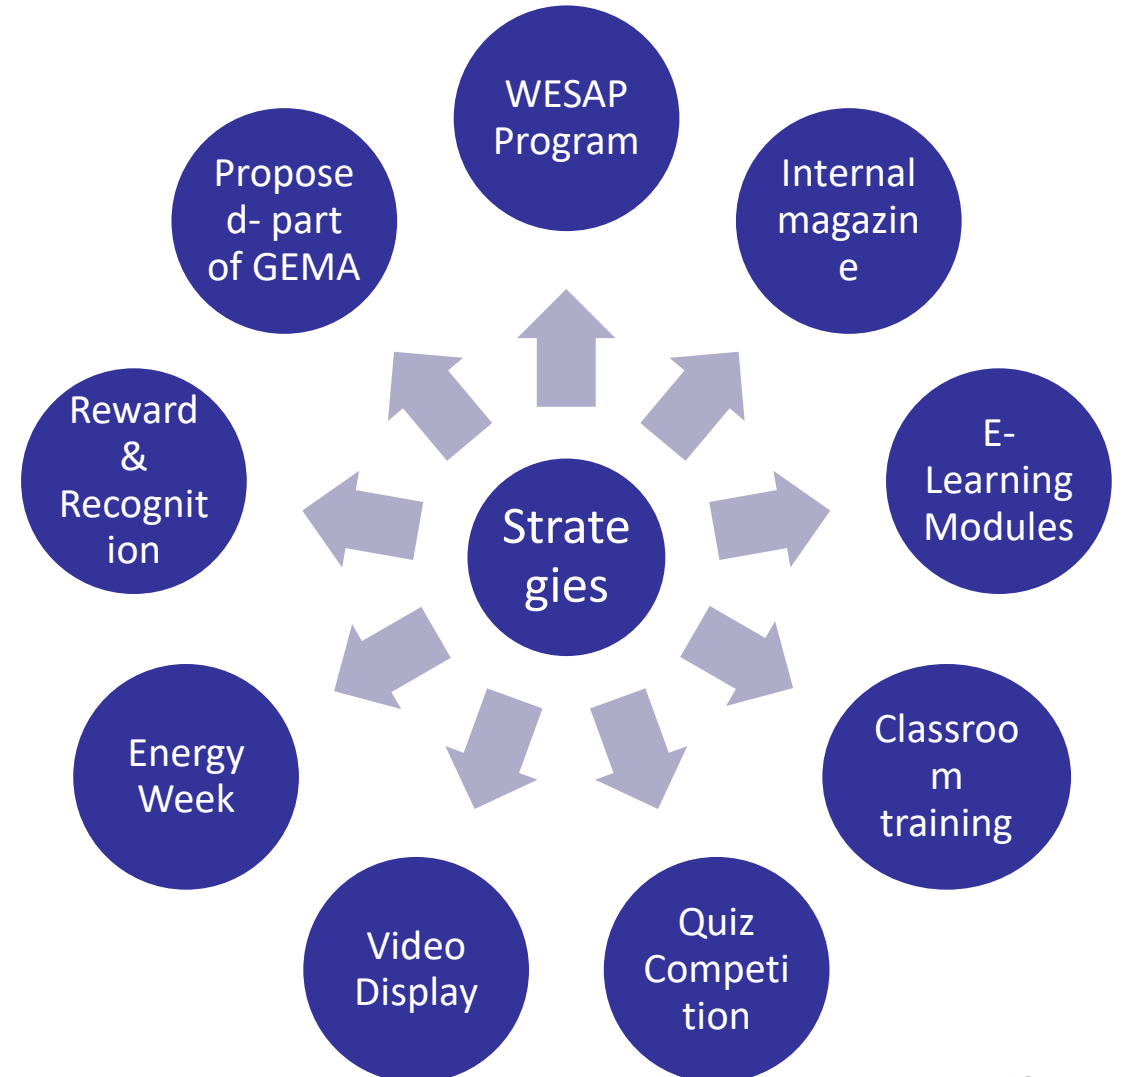 WESAP
Program
Internal
magazin
e
E-
Learning
Modules
Classroo
m
training
Quiz
Competi
tion
Video
Display
Energy
Week
Reward
&
Recognit
ion
Propose
d- part
of GEMA
Strate
gies